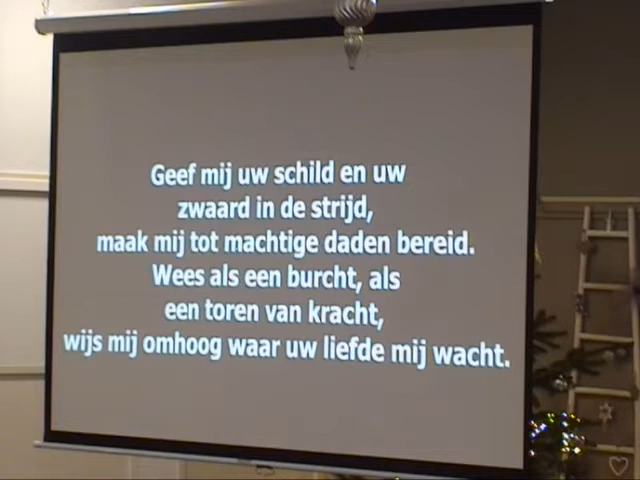 Geef mij uw schild en uw
zwaard in de strijd,
maak mij tot machtige daden bereid.
Wees als een burcht, als
een toren van kracht,
wijs mij omhoog waar uw liefde mij wacht.